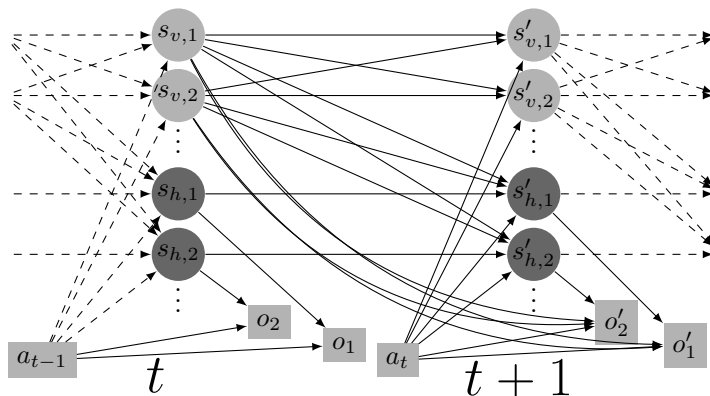 s_{v,1} s'_{v,1}
s_{v,2} s'_{v,2}
⋮ ⋮
s_{h,1} s'_{h,1}
s_{h,2} s'_{h,2}
⋮ ⋮
o_2 o'_2
o_1 o'_1
a_{t−1} a_t
t t + 1